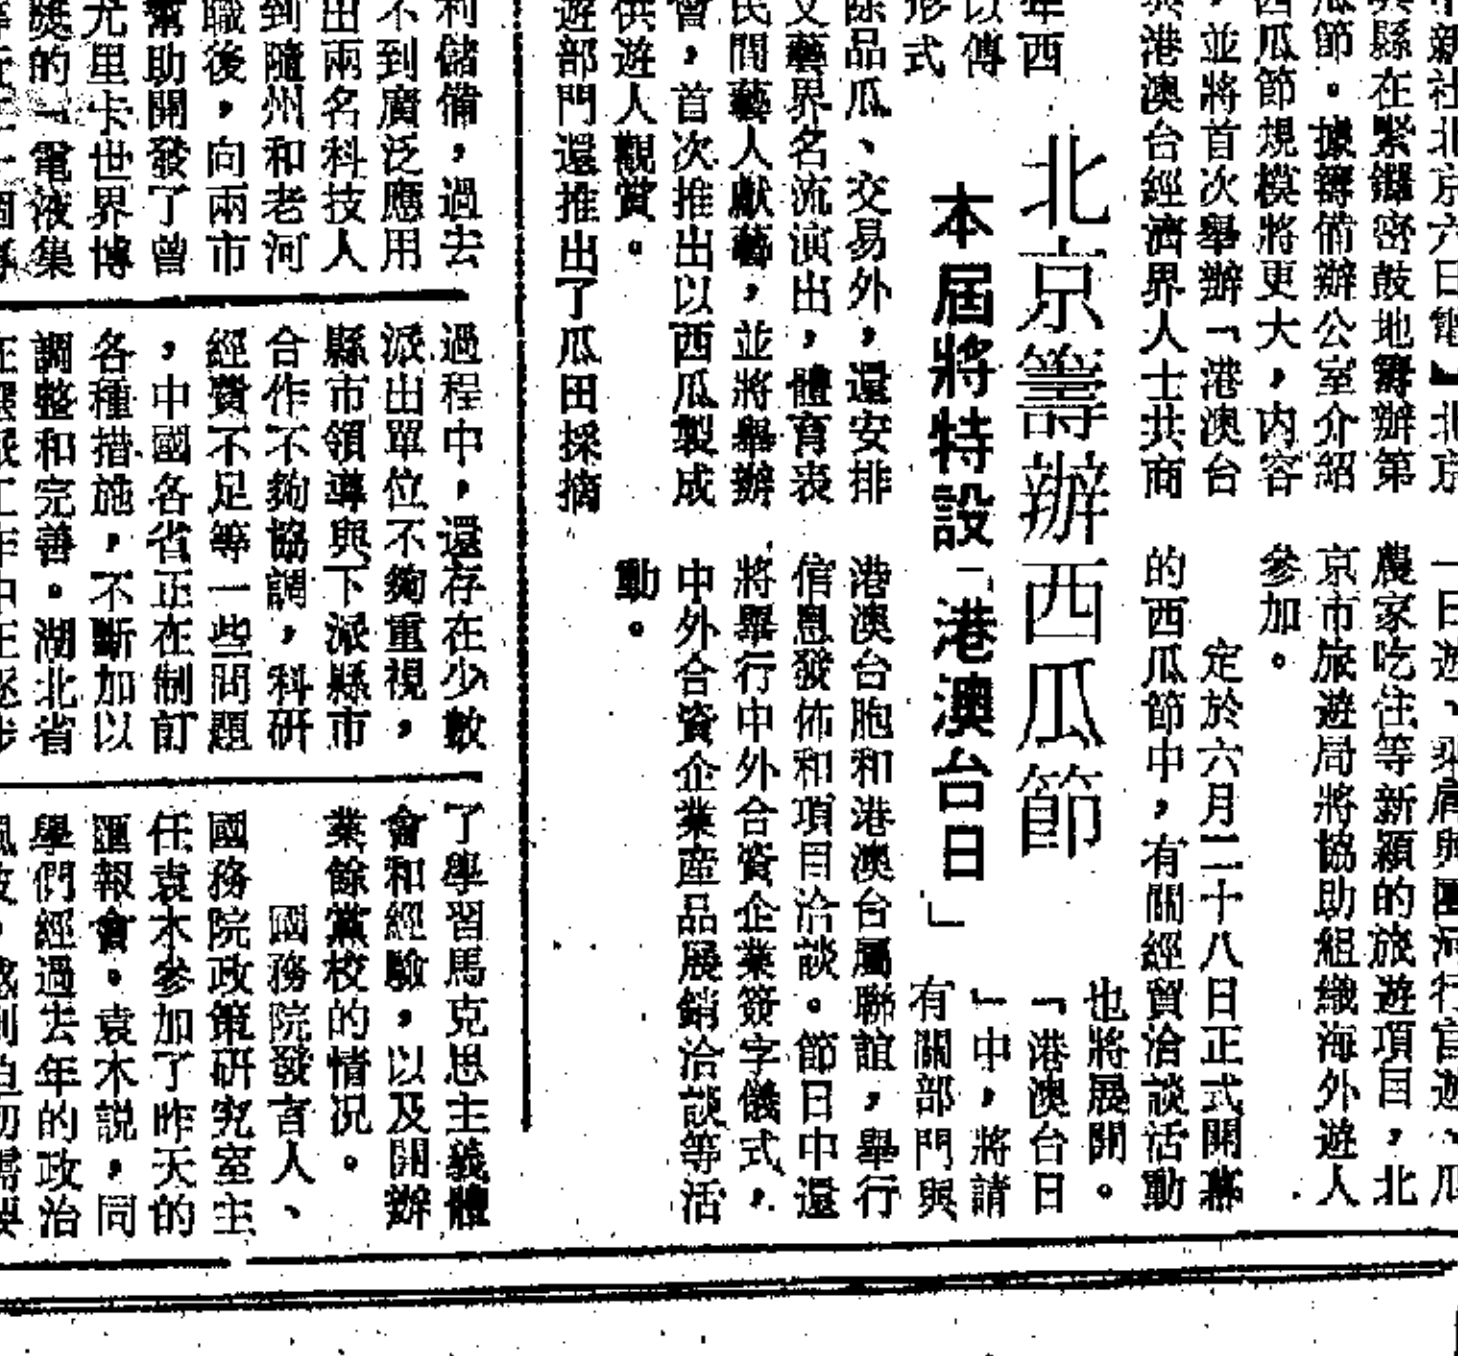 北京籌辦西瓜節
本屆將特設「港澳台日」
新社北京六日電】北京
縣在緊鑼密鼓地籌辦第
瓜節。據籌備辦公室介紹
西瓜節規模將更大,內容
,並將首次舉辦「港澳台
與港澳台經濟界人士共商
年西
以傳
形式
除品瓜、交易外,還安排
文藝界名流演出,體育表
民間藝人獻藝,並將舉辦
會,首次推出以西瓜製成
供遊人觀賞。
遊部門還推出了瓜田採摘
一日遊、乘肩輿團河行宮遊、瓜
農家吃住等新穎的旅遊項目,北
京市旅遊局將協助組織海外遊人
參加。
定於六月二十八日正式開幕
的西瓜節中,有關經貿洽談活動
也將展開。
「港澳台日
」中,將請
有關部門與
港澳台胞和港澳台屬聯誼,舉行
信息發佈和項目洽談。節日中還
將舉行中外合資企業簽字儀式,
中外合資企業產品展銷洽談等活
動。
利儲備,過去
不到廣泛應用
出兩名科技人
到隨州和老河
職後,向兩市
幫助開發了曾
尤里卡世界博
獎的「電液集
過程中,還存在少數
派出單位不夠重視,
縣市領導與下派縣市
合作不夠協調,科研
經費不足等一些問題
,中國各省正在制訂
各種措施,不斷加以
調整和完善。湖北省
了學習馬克思主義體
會和經驗,以及開辦
業餘黨校的情况。
國務院發言人、
國務院政策研究室主
任袁木參加了昨天的
匯報會。袁木説,同
學們經過去年的政治